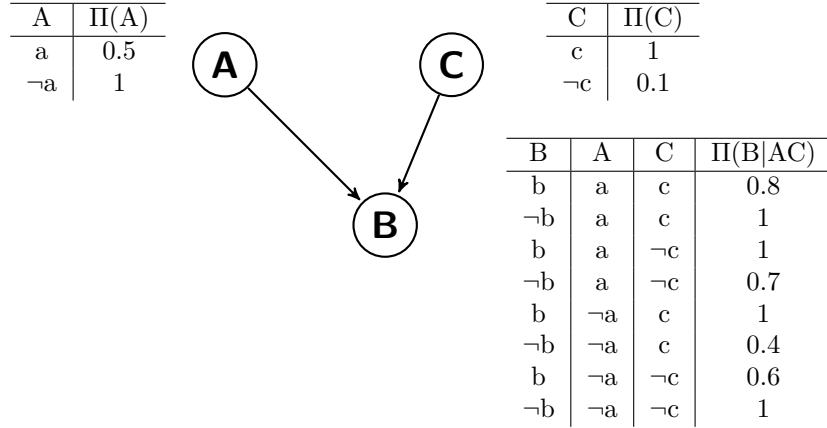 A Π(A)
a 0.5
¬a 1
A
C
B
C Π(C)
c 1
¬c 0.1
B A C Π(B|AC)
b a c 0.8
¬b a c 1
b a ¬c 1
¬b a ¬c 0.7
b ¬a c 1
¬b ¬a c 0.4
b ¬a ¬c 0.6
¬b ¬a ¬c 1